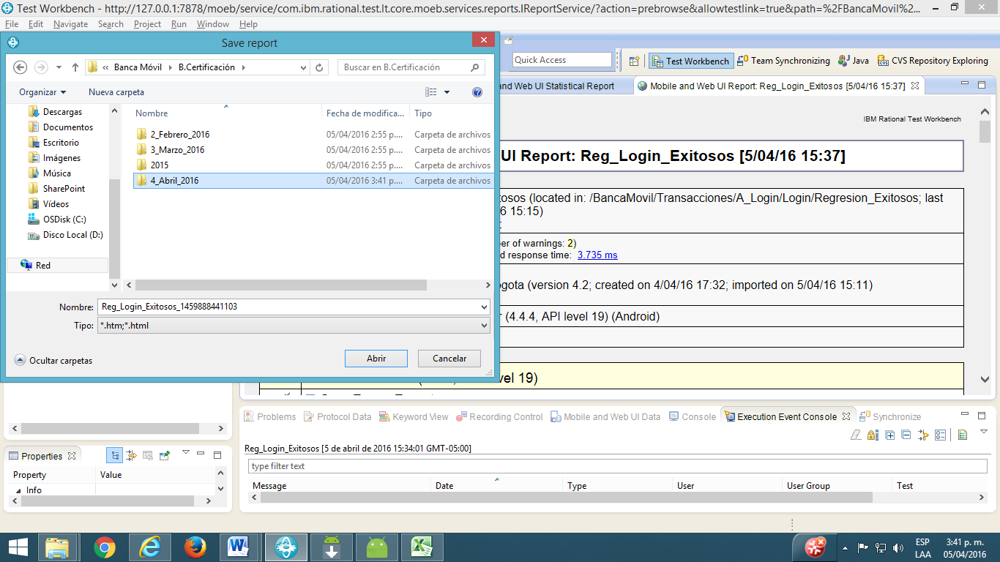 Test Workbench - http://127.0.0.1:7878/moeb/service/com.ibm.rational.test.lt.core.moeb.services.reports.IReportService/?action=prebrowse&allowtestlink=true&path=%2FBancaMovil%2...
File Edit Navigate Search Project Run Window Help
Save report
Quick Access
Test Workbench Team Synchronizing Java CVS Repository Exploring
Banca Móvil B.Certificación
Buscar en B.Certificación
Organizar Nueva carpeta
Descargas
Documentos
Escritorio
Imágenes
Música
SharePoint
Vídeos
OSDisk (C:)
Disco Local (D:)
Red
Nombre Fecha de modifica... Tipo
2_Febrero_2016 05/04/2016 2:55 p.... Carpeta de archivos
3_Marzo_2016 05/04/2016 2:55 p.... Carpeta de archivos
2015 05/04/2016 2:55 p.... Carpeta de archivos
4_Abril_2016 05/04/2016 3:41 p.... Carpeta de archivos
Nombre: Reg_Login_Exitosos_1459888441103
Tipo: *.htm;*.html
Ocultar carpetas Abrir Cancelar
and Web UI Statistical Report Mobile and Web UI Report: Reg_Login_Exitosos [5/04/16 15:37]
IBM Rational Test Workbench
UI Report: Reg_Login_Exitosos [5/04/16 15:37]
tosos (located in: /BancaMovil/Transacciones/A_Login/Login/Regresion_Exitosos; last
6 15:15)
er of warnings: 2)
d response time: 3.735 ms
gota (version 4.2; created on 4/04/16 17:32; imported on 5/04/16 15:11)
r (4.4.4, API level 19) (Android)
vel 19)
Problems Protocol Data Keyword View Recording Control Mobile and Web UI Data Console Execution Event Console Synchronize
Reg_Login_Exitosos [5 de abril de 2016 15:34:01 GMT-05:00]
type filter text
Message Date Type User User Group Test
Properties
Property Value
Info
ESP
LAA
3:41 p. m.
05/04/2016